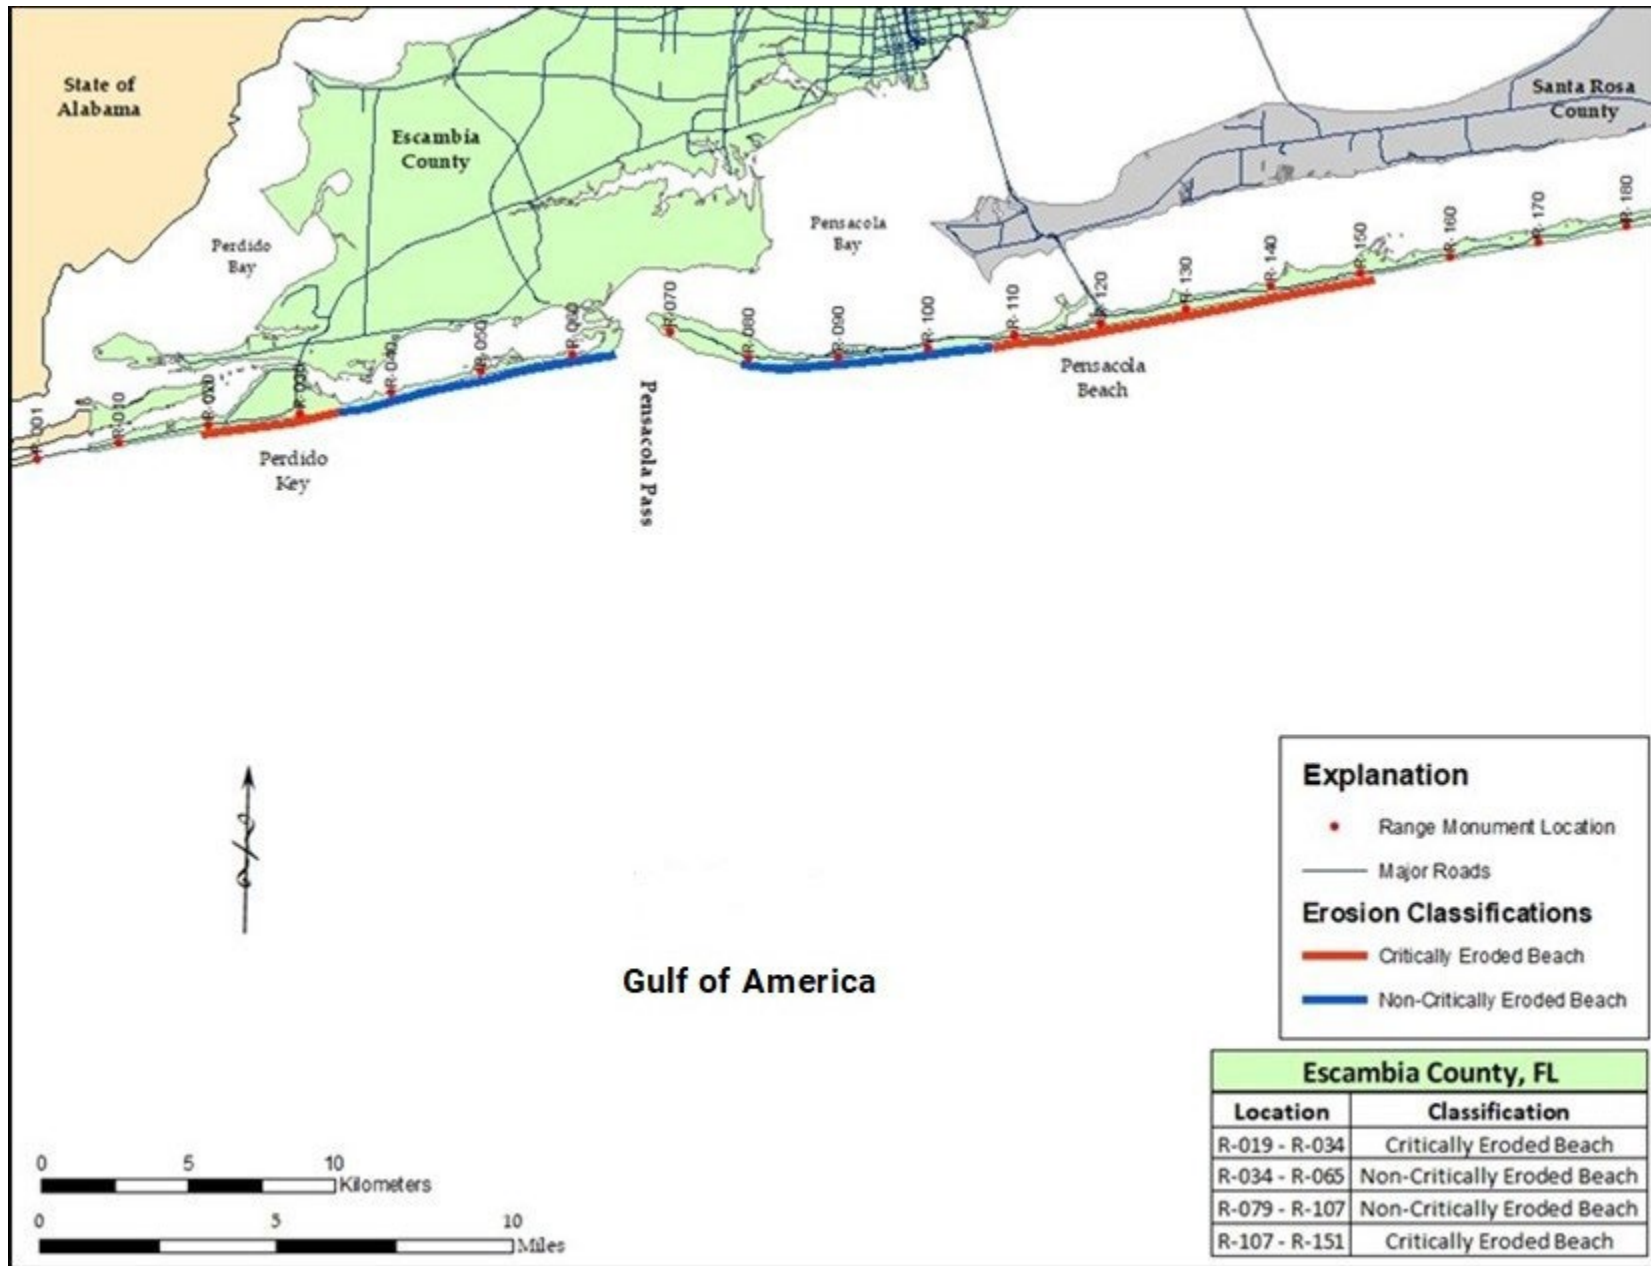 State of
Alabama
Escambia
County
Santa Rosa
County
Perdido
Bay
Pensacola
Bay
R-001
R-010
R-030
R-040
R-050
R-060
R-070
R-080
R-090
R-100
R-110
120
R-130
R-140
R-150
R-160
R-170
R-180
Perdido
Key
Pensacola Pass
Pensacola
Beach
Gulf of America
Explanation
Range Monument Location
Major Roads
Erosion Classifications
Critically Eroded Beach
Non-Critically Eroded Beach
Escambia County, FL
Location Classification
R-019 - R-034 Critically Eroded Beach
R-034 - R-065 Non-Critically Eroded Beach
R-079 - R-107 Non-Critically Eroded Beach
R-107 - R-151 Critically Eroded Beach
0 5 10
Kilometers
0 5 10
Miles